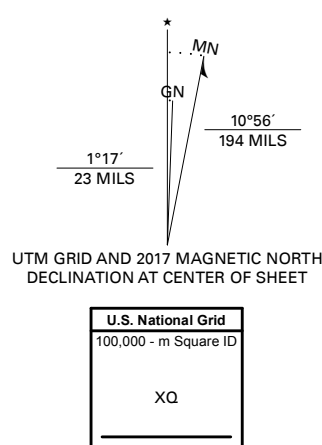 ★
MN
GN
10°56´
194 MILS
1°17´
23 MILS
UTM GRID AND 2017 MAGNETIC NORTH
DECLINATION AT CENTER OF SHEET
U.S. National Grid
100,000 - m Square ID
XQ